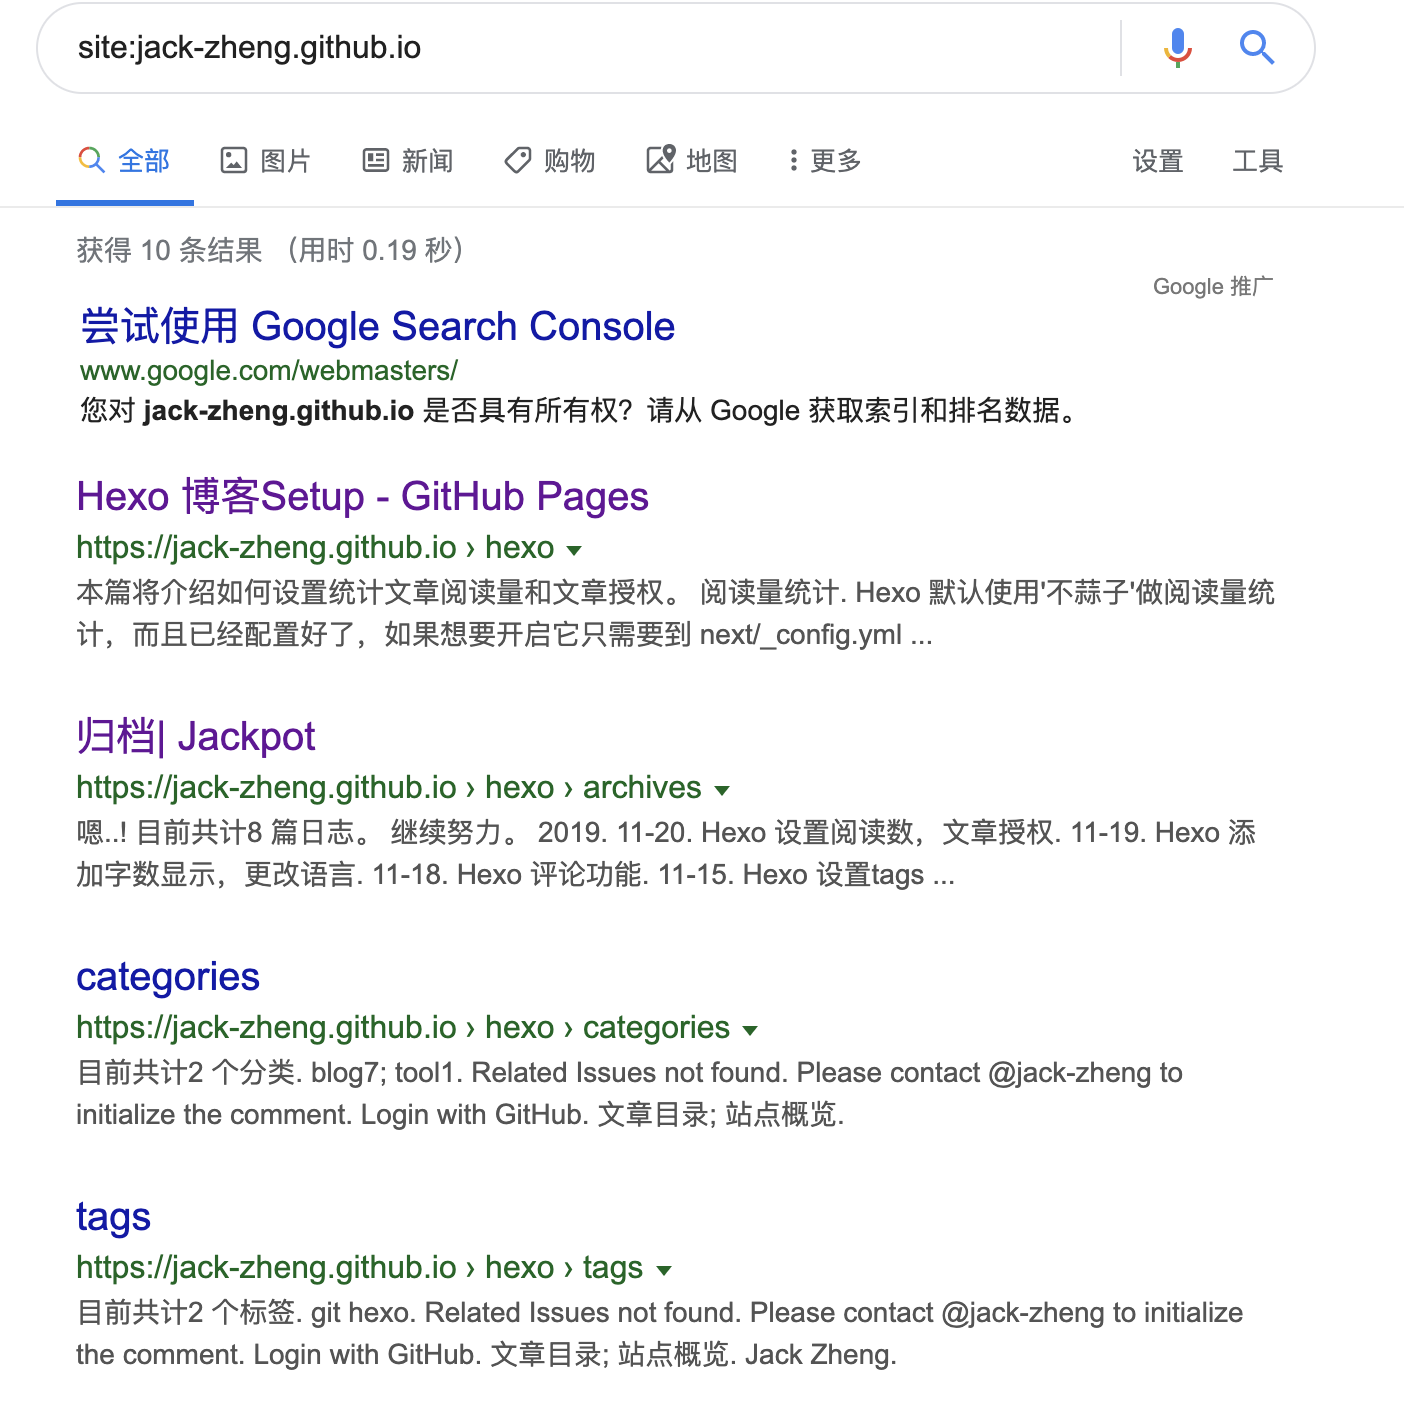 site:jack-zheng.github.io
全部 图片 新闻 购物 地图 更多 设置 工具
获得 10 条结果 （用时 0.19 秒）
Google 推广
尝试使用 Google Search Console
www.google.com/webmasters/
您对 jack-zheng.github.io 是否具有所有权？请从 Google 获取索引和排名数据。
Hexo 博客Setup - GitHub Pages
https://jack-zheng.github.io › hexo
本篇将介绍如何设置统计文章阅读量和文章授权。 阅读量统计. Hexo 默认使用'不蒜子'做阅读量统
计，而且已经配置好了，如果想要开启它只需要到 next/_config.yml ...
归档| Jackpot
https://jack-zheng.github.io › hexo › archives
嗯..! 目前共计8 篇日志。 继续努力。 2019. 11-20. Hexo 设置阅读数，文章授权. 11-19. Hexo 添
加字数显示，更改语言. 11-18. Hexo 评论功能. 11-15. Hexo 设置tags ...
categories
https://jack-zheng.github.io › hexo › categories
目前共计2 个分类. blog7; tool1. Related Issues not found. Please contact @jack-zheng to
initialize the comment. Login with GitHub. 文章目录; 站点概览.
tags
https://jack-zheng.github.io › hexo › tags
目前共计2 个标签. git hexo. Related Issues not found. Please contact @jack-zheng to initialize
the comment. Login with GitHub. 文章目录; 站点概览. Jack Zheng.